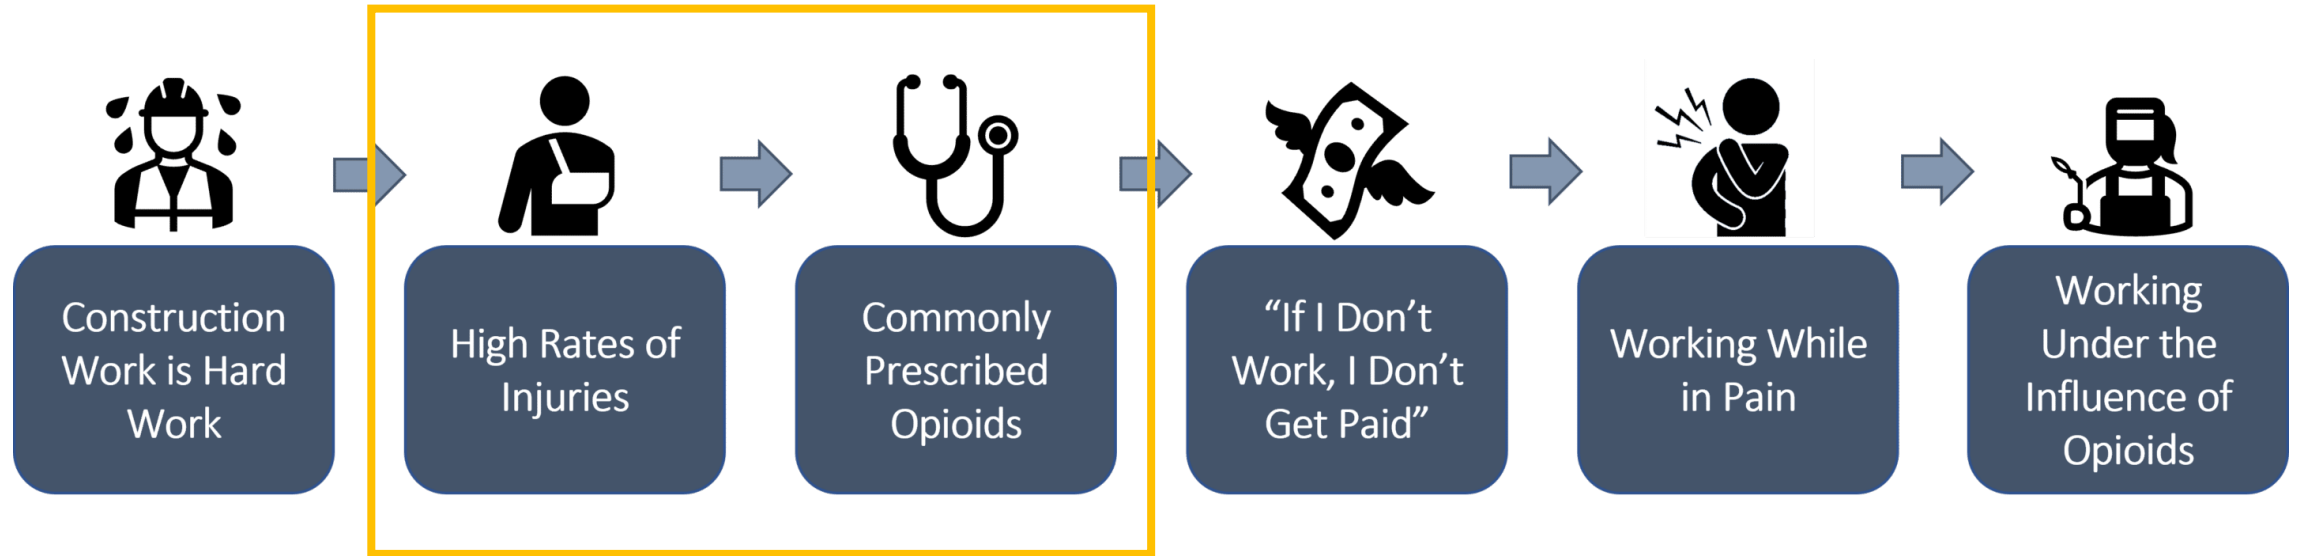 Construction
Work is Hard
Work
High Rates of
Injuries
Commonly
Prescribed
Opioids
“If I Don’t
Work, I Don’t
Get Paid”
Working While
in Pain
Working
Under the
Influence of
Opioids